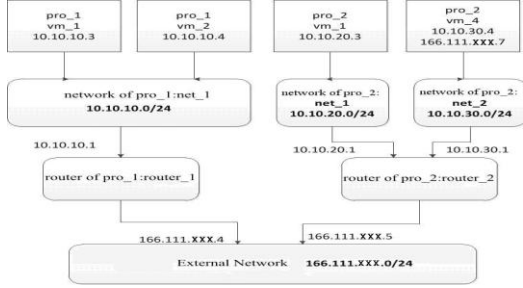 pro_1
vm_1
10.10.10.3
pro_1
vm_2
10.10.10.4
pro_2
vm_1
10.10.20.3
pro_2
vm_4
10.10.30.4
166.111.XXX.7
network of pro_1:net_1
10.10.10.0/24
network of pro_2:
net_1
10.10.20.0/24
network of pro_2:
net_2
10.10.30.0/24
10.10.10.1
10.10.20.1
10.10.30.1
router of pro_1:router_1
router of pro_2:router_2
166.111.XXX.4
166.111.XXX.5
External Network 166.111.XXX.0/24